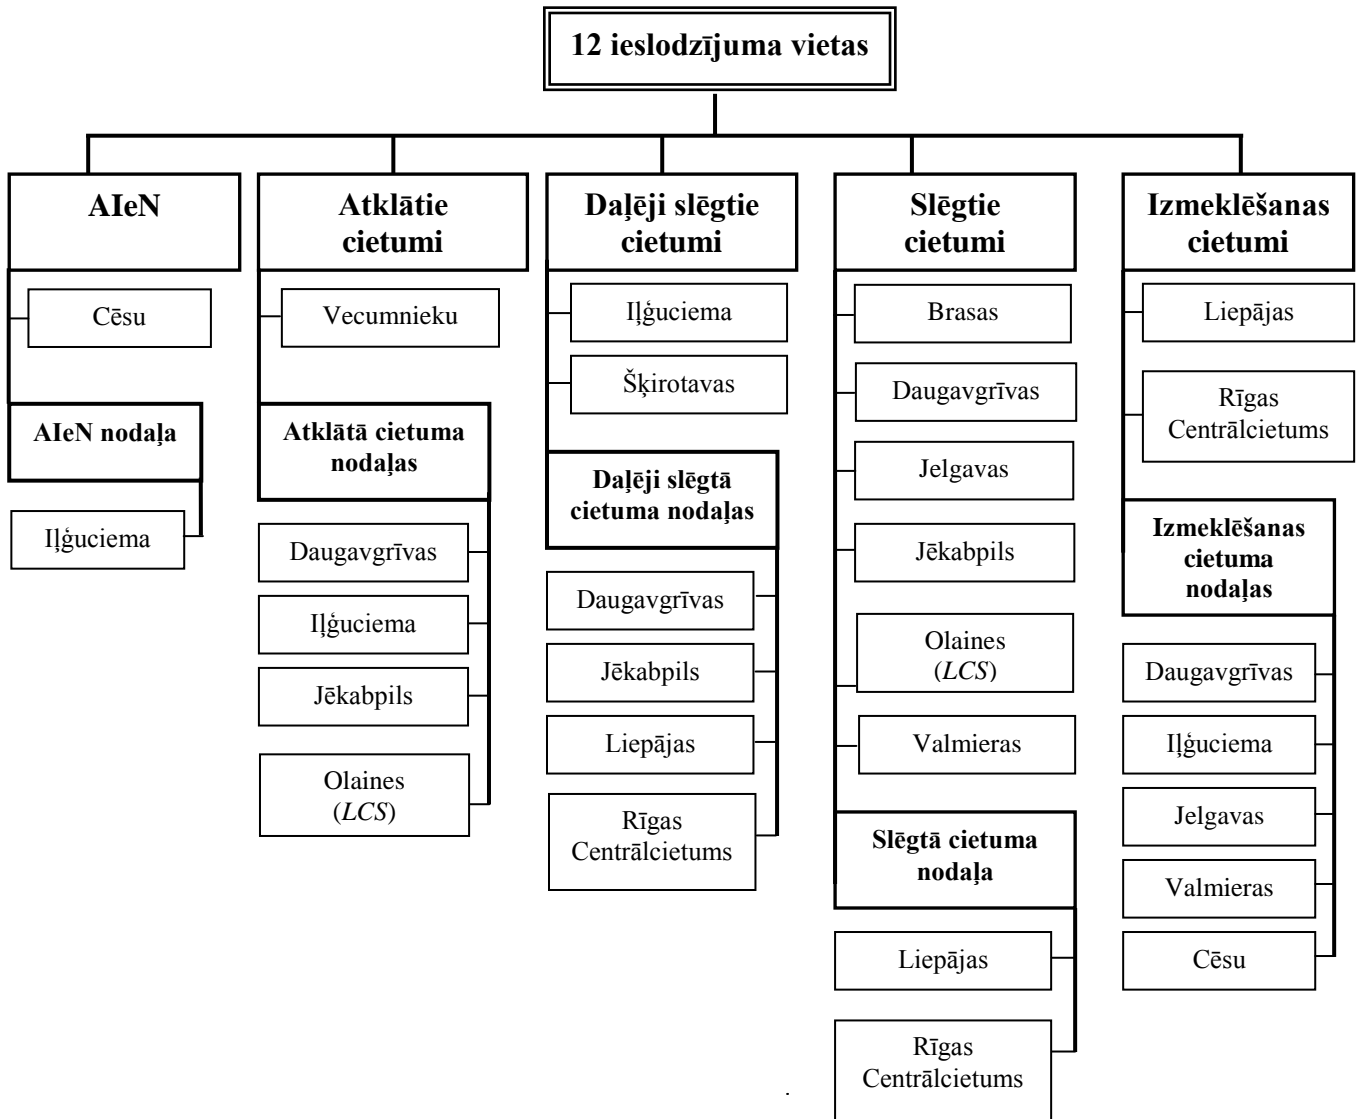 12 ieslodzījuma vietas
AIeN
Cēsu
AIeN nodaļa
Iļģuciema
Atklātie
cietumi
Vecumnieku
Atklātā cietuma
nodaļas
Daugavgrīvas
Iļģuciema
Jēkabpils
Olaines
(LCS)
Daļēji slēgtie
cietumi
Iļģuciema
Šķirotavas
Daļēji slēgtā
cietuma nodaļas
Daugavgrīvas
Jēkabpils
Liepājas
Rīgas
Centrālcietums
Slēgtie
cietumi
Brasas
Daugavgrīvas
Jelgavas
Jēkabpils
Olaines
(LCS)
Valmieras
Slēgtā cietuma
nodaļa
Liepājas
Rīgas
Centrālcietums
Izmeklēšanas
cietumi
Liepājas
Rīgas
Centrālcietums
Izmeklēšanas
cietuma
nodaļas
Daugavgrīvas
Iļģuciema
Jelgavas
Valmieras
Cēsu